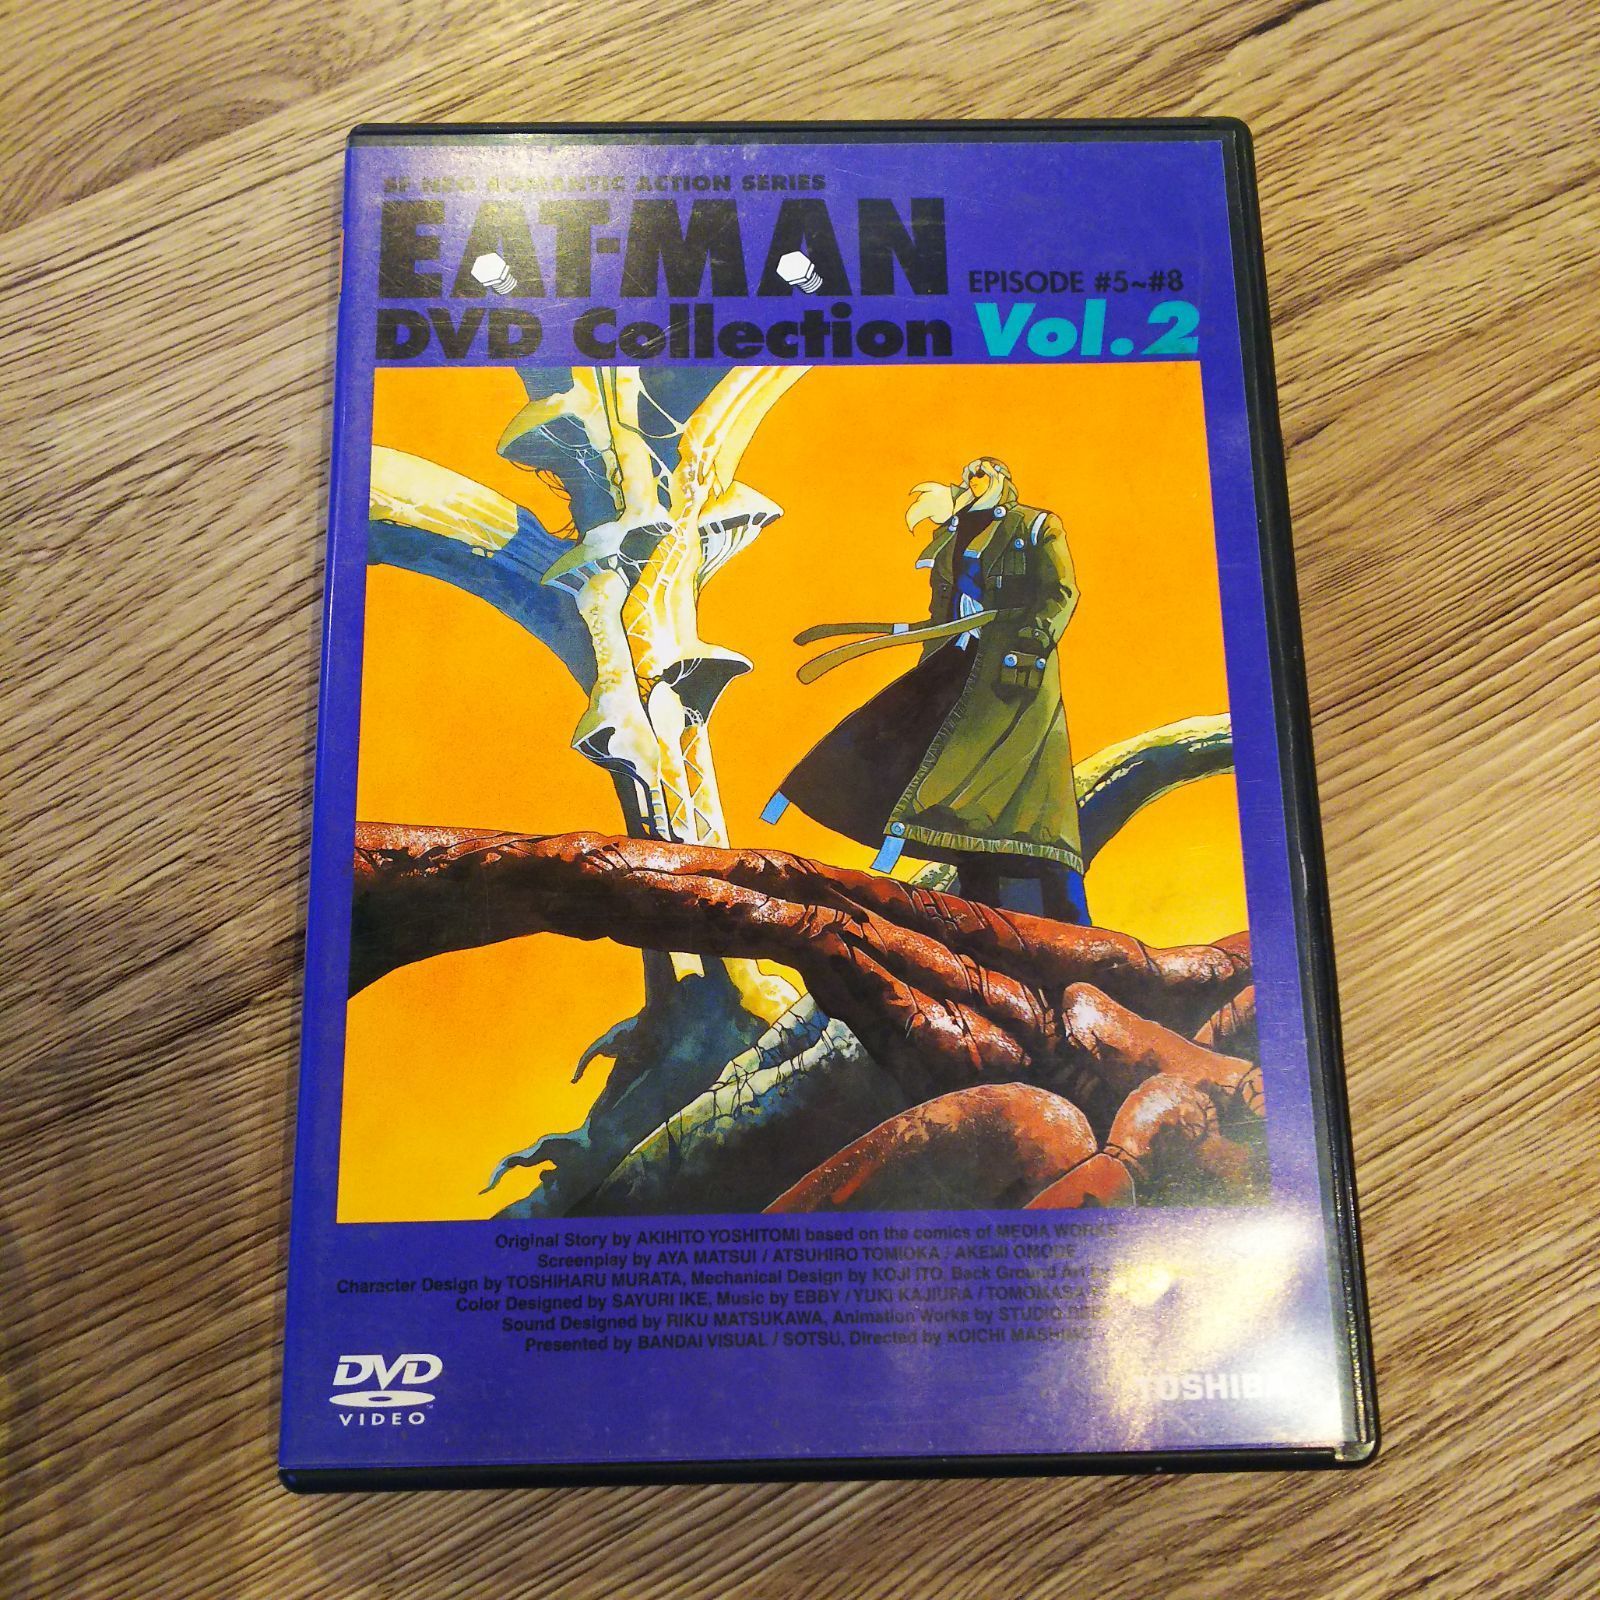 SF NEO ROMANTIC ACTION SERIES
EAT-MAN
EPISODE #5~#8
DVD Collection Vol.2
Original Story by AKIHITO YOSHITOMI based on the comics of MEDIA WORKS
Screenplay by AYA MATSUI / ATSUHIRO TOMIOKA / AKEMI OMODE
Character Design by TOSHIHARU MURATA, Mechanical Design by KOJI ITO, Back Ground Art by
Color Designed by SAYURI IKE, Music by EBBY / YUKI KAJIURA /
Sound Designed by RIKU MATSUKAWA, Animation Works by STUDIO DEEN
Presented by BANDAI VISUAL / SOTSU, Directed by KOICHI MASHIMO
DVD
VIDEO
TOSHIBA